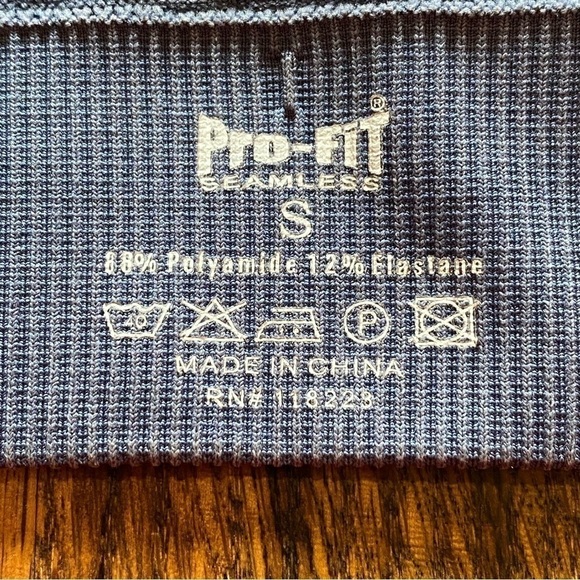 Pro-Fit®
SEAMLESS
S
88% Polyamide 12% Elastane
P
MADE IN CHINA
RN# 118223